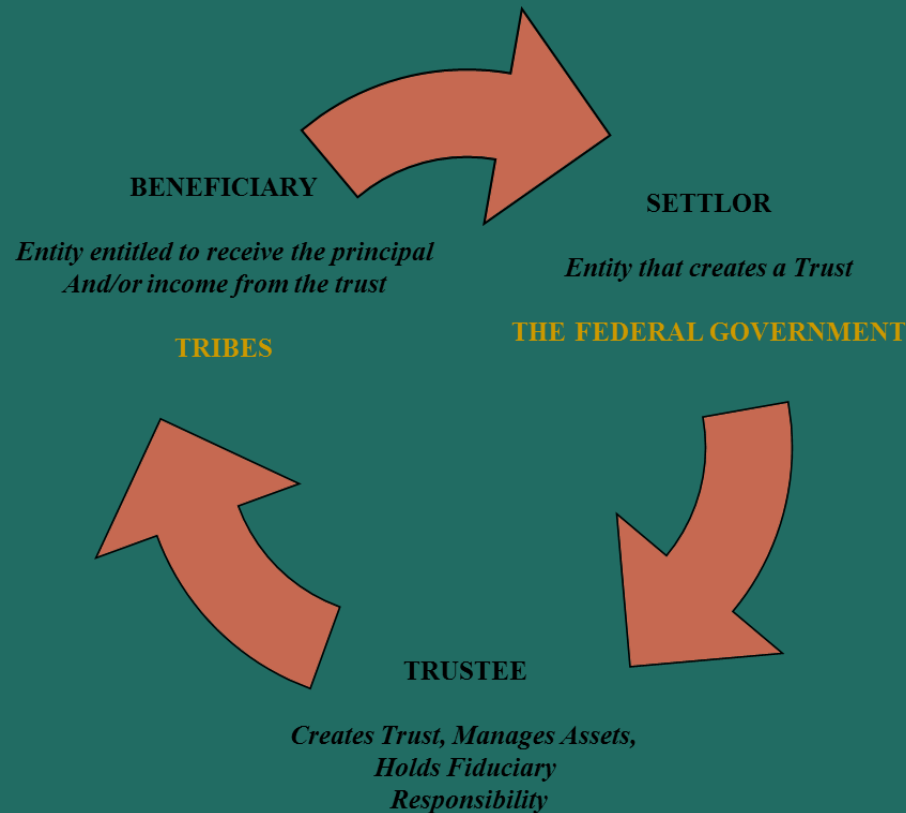 BENEFICIARY
Entity entitled to receive the principal
And/or income from the trust
TRIBES
SETTLOR
Entity that creates a Trust
THE FEDERAL GOVERNMENT
TRUSTEE
Creates Trust, Manages Assets,
Holds Fiduciary
Responsibility